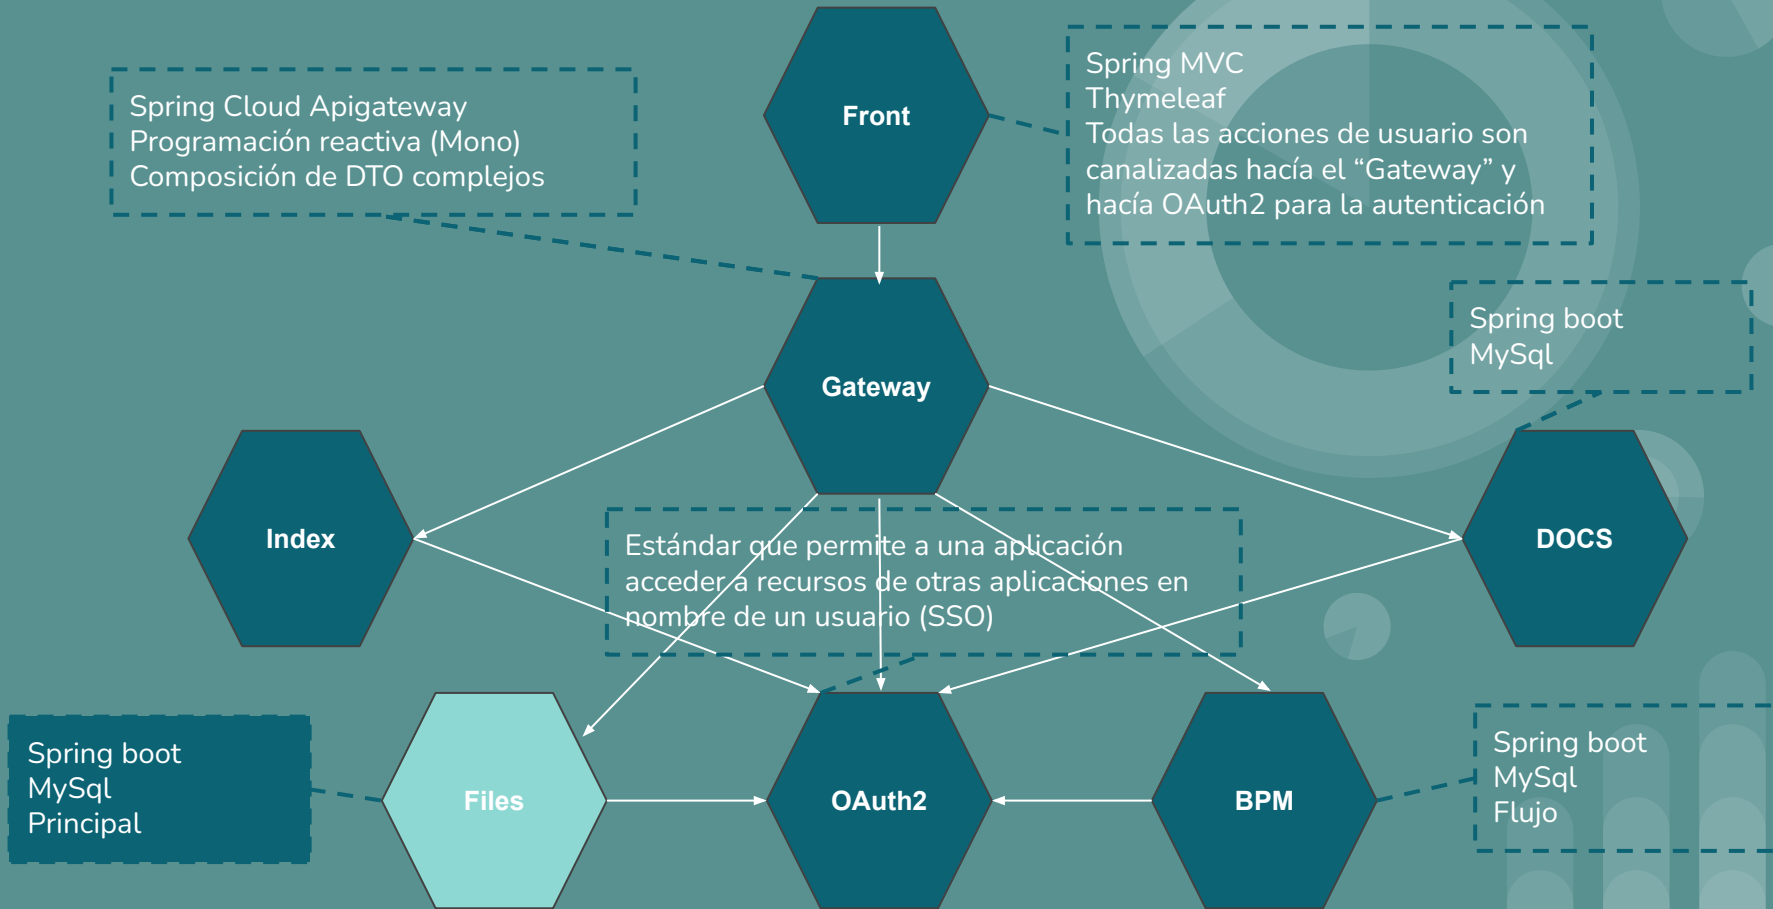 Front
Spring MVC
Thymeleaf
Todas las acciones de usuario son
canalizadas hacía el “Gateway” y
hacía OAuth2 para la autenticación
Spring Cloud Apigateway
Programación reactiva (Mono)
Composición de DTO complejos
Gateway
Spring boot
MySql
Index
DOCS
Estándar que permite a una aplicación
acceder a recursos de otras aplicaciones en
nombre de un usuario (SSO)
Spring boot
MySql
Principal
Files
OAuth2
BPM
Spring boot
MySql
Flujo